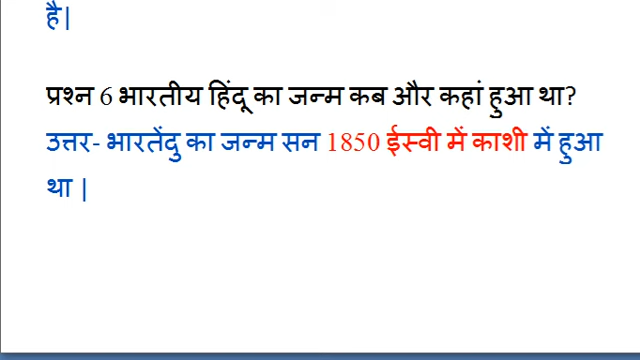 है|
प्रश्न 6 भारतीय हिंदू का जन्म कब और कहां हुआ था?
उत्तर- भारतेंदु का जन्म सन 1850 ईस्वी में काशी में हुआ
था |